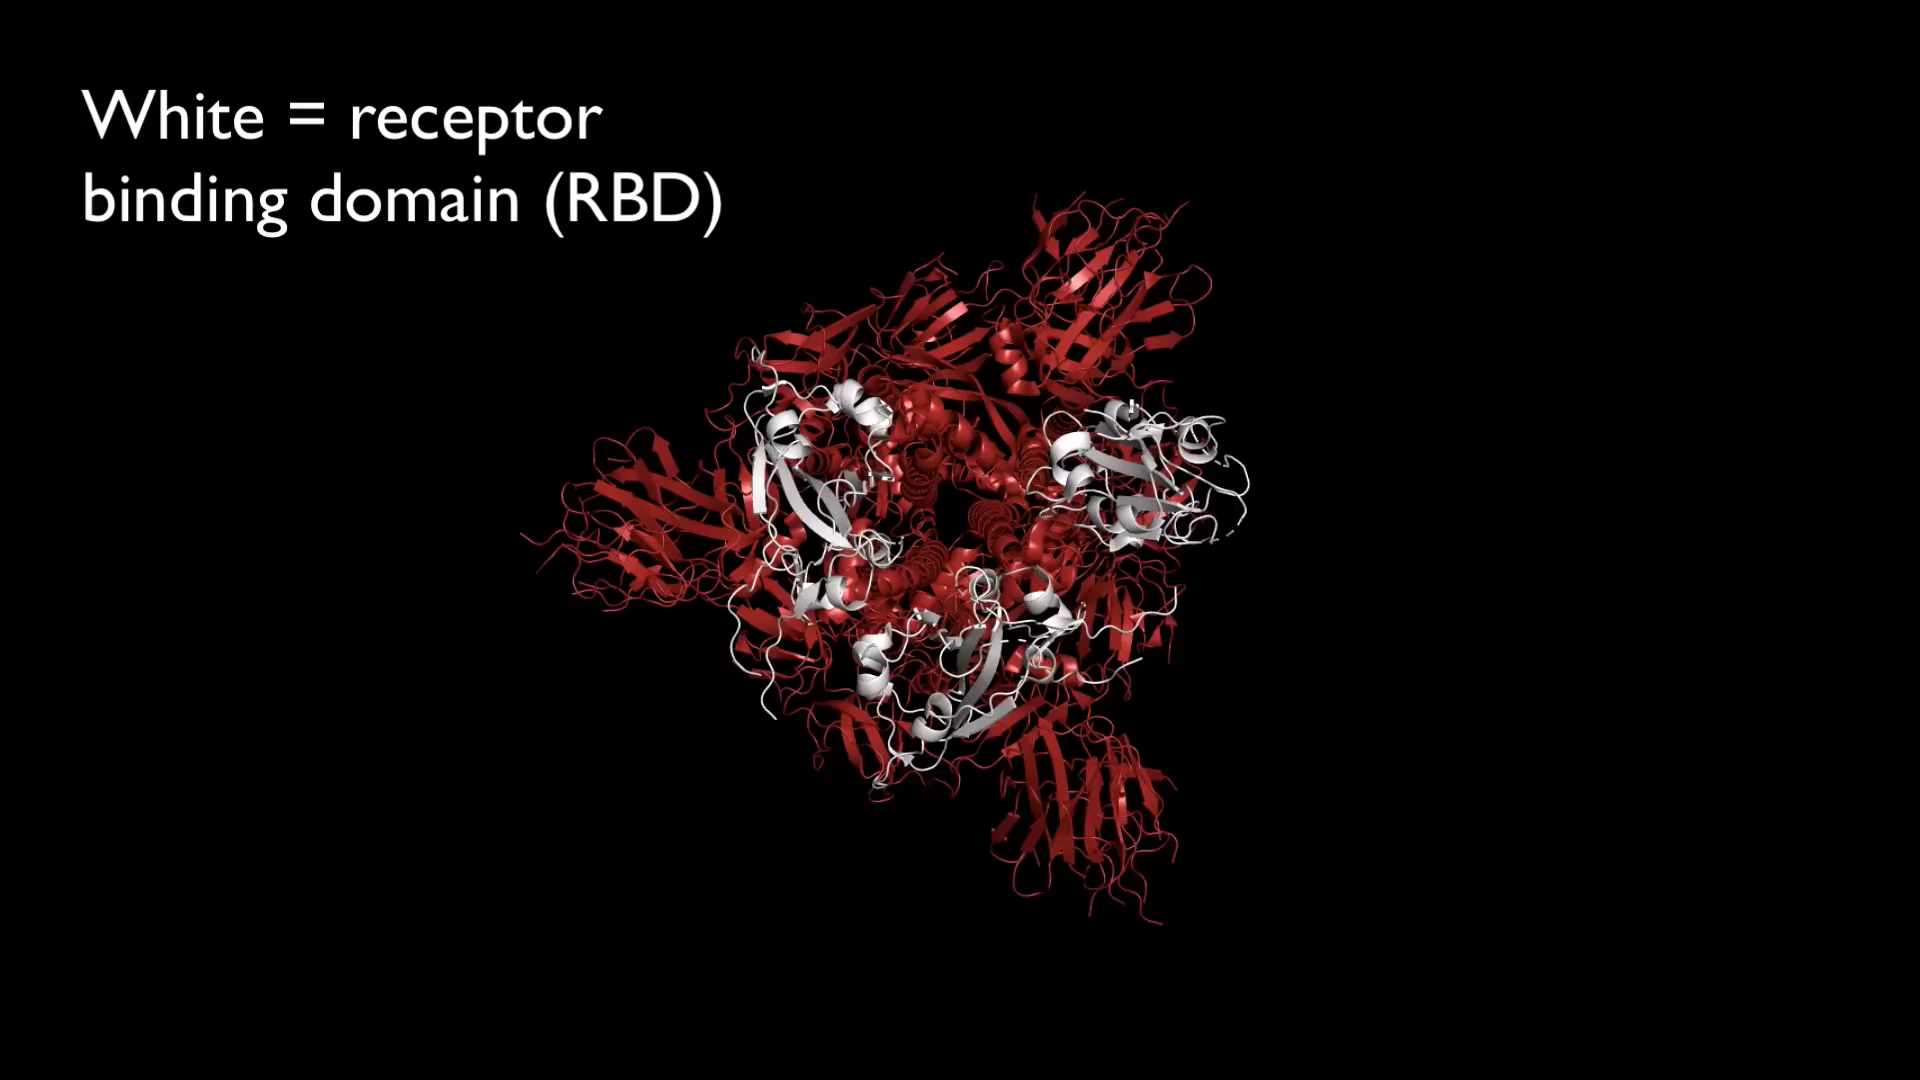 White = receptor
binding domain (RBD)